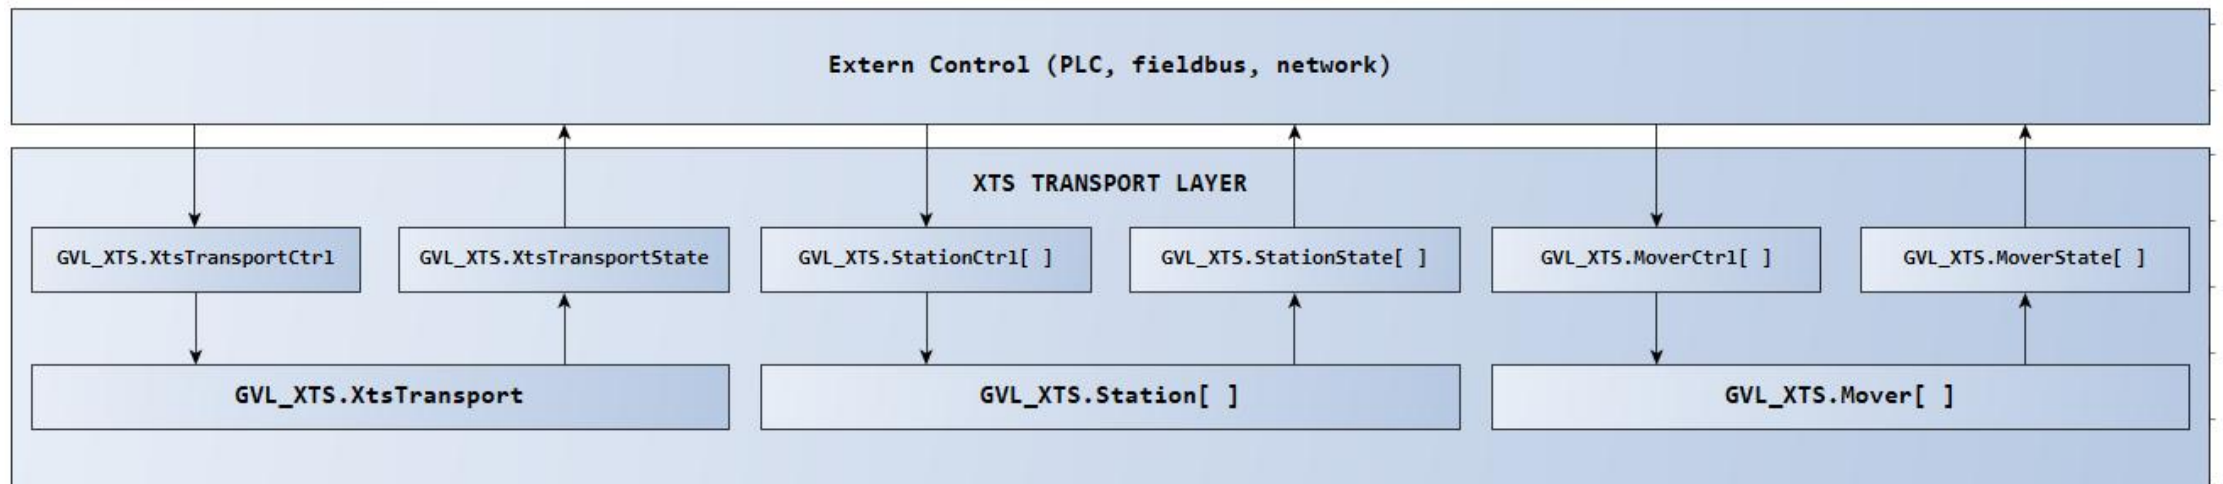 Extern Control (PLC, fieldbus, network)
XTS TRANSPORT LAYER
GVL_XTS.XtsTransportCtrl
GVL_XTS.XtsTransportState
GVL_XTS.StationCtrl[ ]
GVL_XTS.StationState[ ]
GVL_XTS.MoverCtrl[ ]
GVL_XTS.MoverState[ ]
GVL_XTS.XtsTransport
GVL_XTS.Station[ ]
GVL_XTS.Mover[ ]